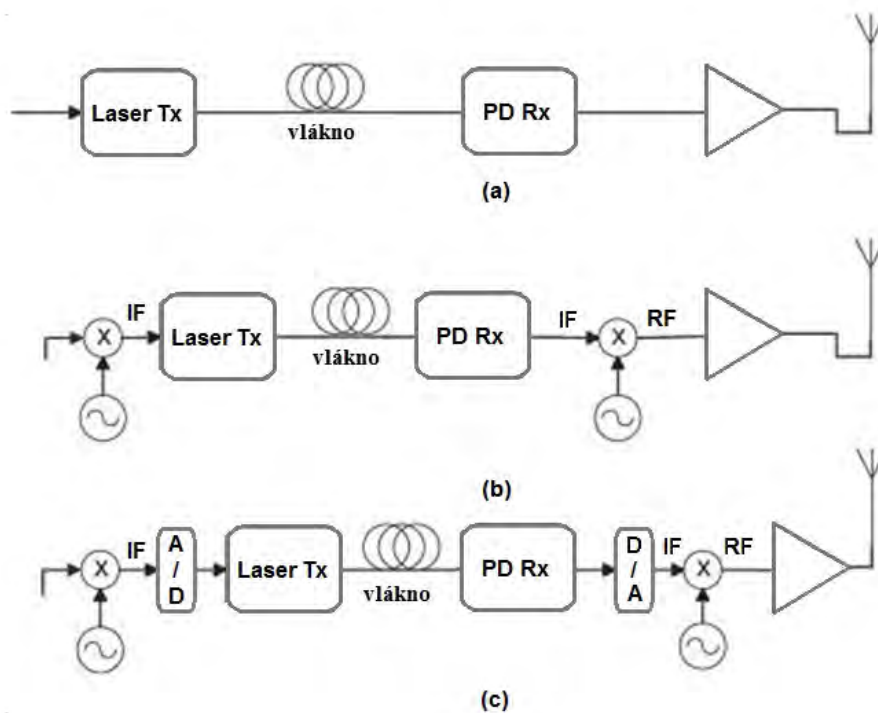 Laser Tx
vlákno
PD Rx
(a)
X
IF
Laser Tx
vlákno
PD Rx
IF
X
RF
(b)
X
IF
A
/
D
Laser Tx
vlákno
PD Rx
D
/
A
IF
X
RF
(c)